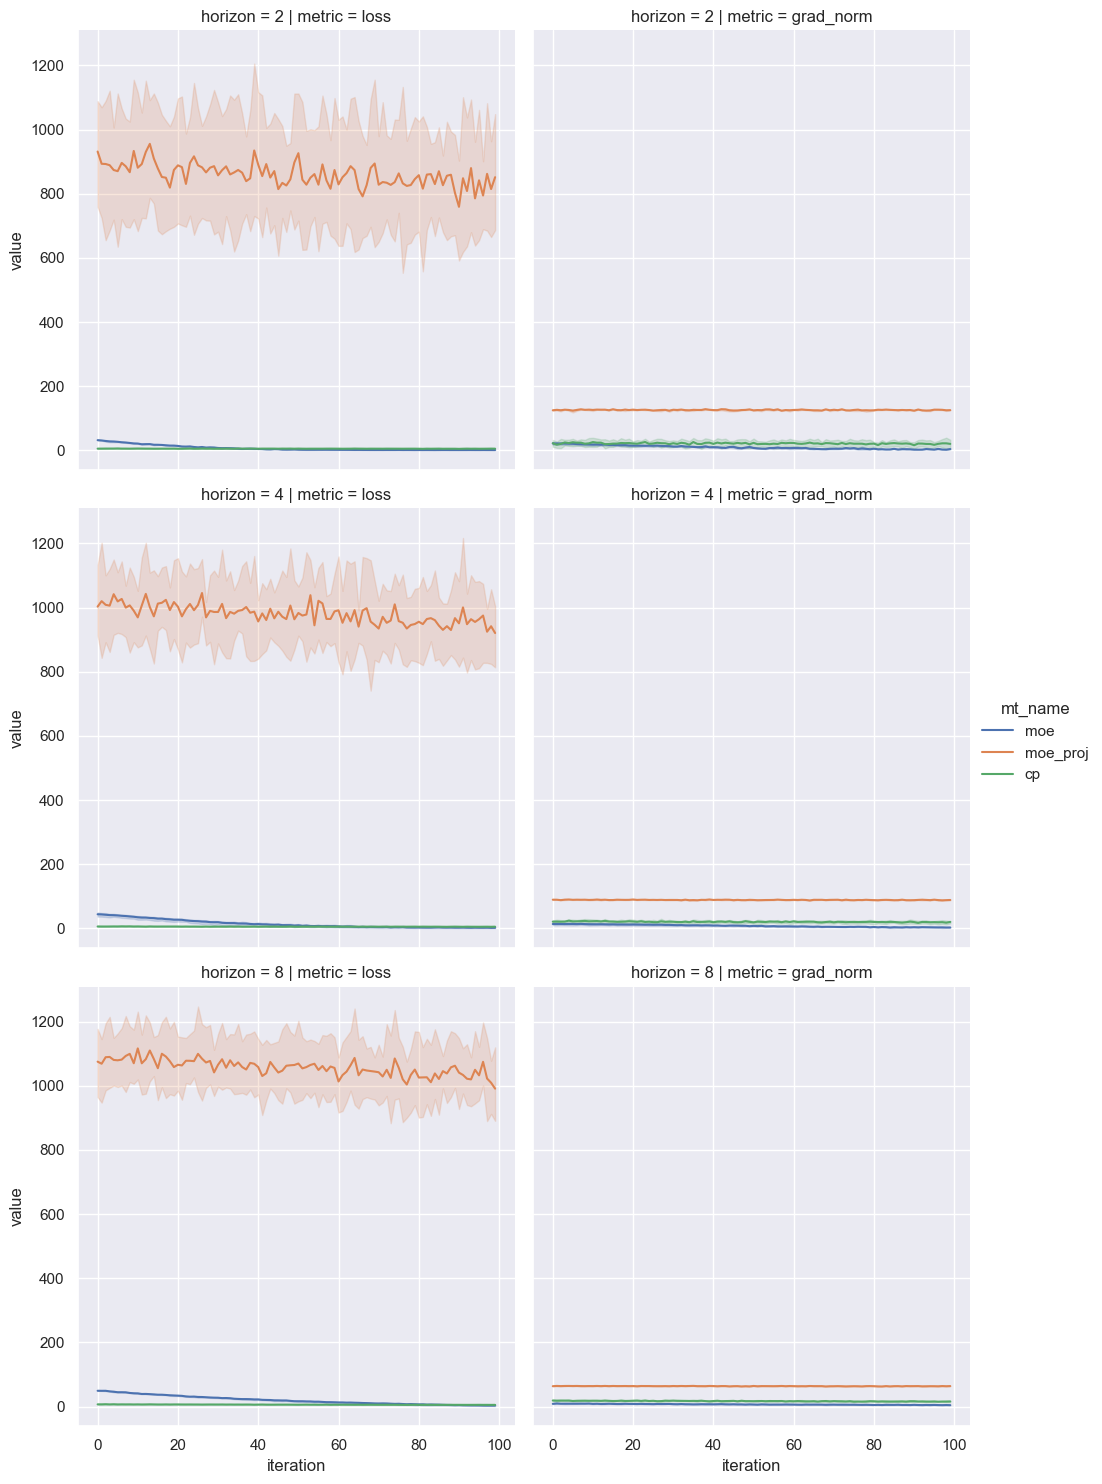 horizon = 2 | metric = loss
horizon = 2 | metric = grad_norm
1200
1000
800
600
400
200
0
value
horizon = 4 | metric = loss
horizon = 4 | metric = grad_norm
1200
1000
800
600
400
200
0
value
mt_name
moe
moe_proj
cp
horizon = 8 | metric = loss
horizon = 8 | metric = grad_norm
1200
1000
800
600
400
200
0
value
0 20 40 60 80 100
iteration
0 20 40 60 80 100
iteration